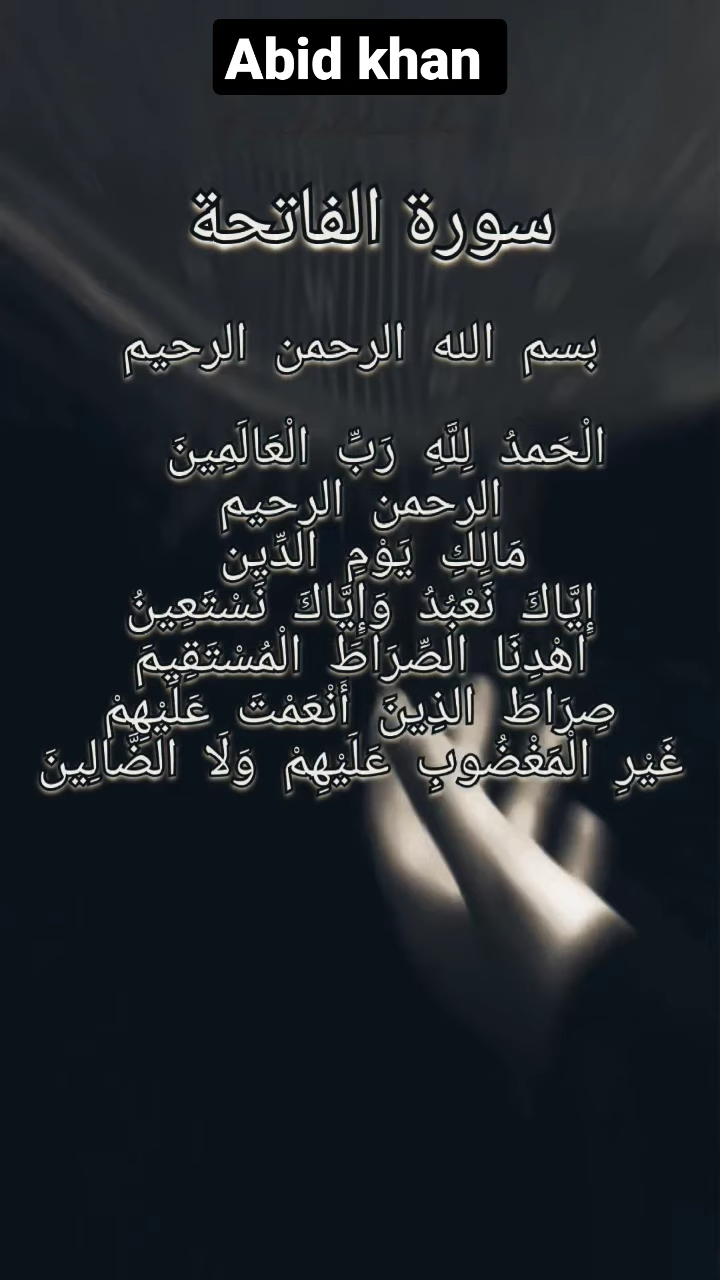 Abid khan
سورة الفاتحة
بسم الله الرحمن الرحيم
الْحَمدُ لِلَّهِ رَبِّ الْعَالَمِينَ
الرحمن الرحيم
مَالِكِ يَوْمِ الدِّينِ
إِيَّاكَ نَعْبُدُ وَإِيَّاكَ نَسْتَعِينُ
اهْدِنَا الصِّرَاطَ الْمُسْتَقِيمَ
صِرَاطَ الذِينَ أَنْعَمْتَ عَلَيْهِمْ
غَيْرِ الْمَغْضُوبِ عَلَيْهِمْ وَلَا الضَّالِينَ